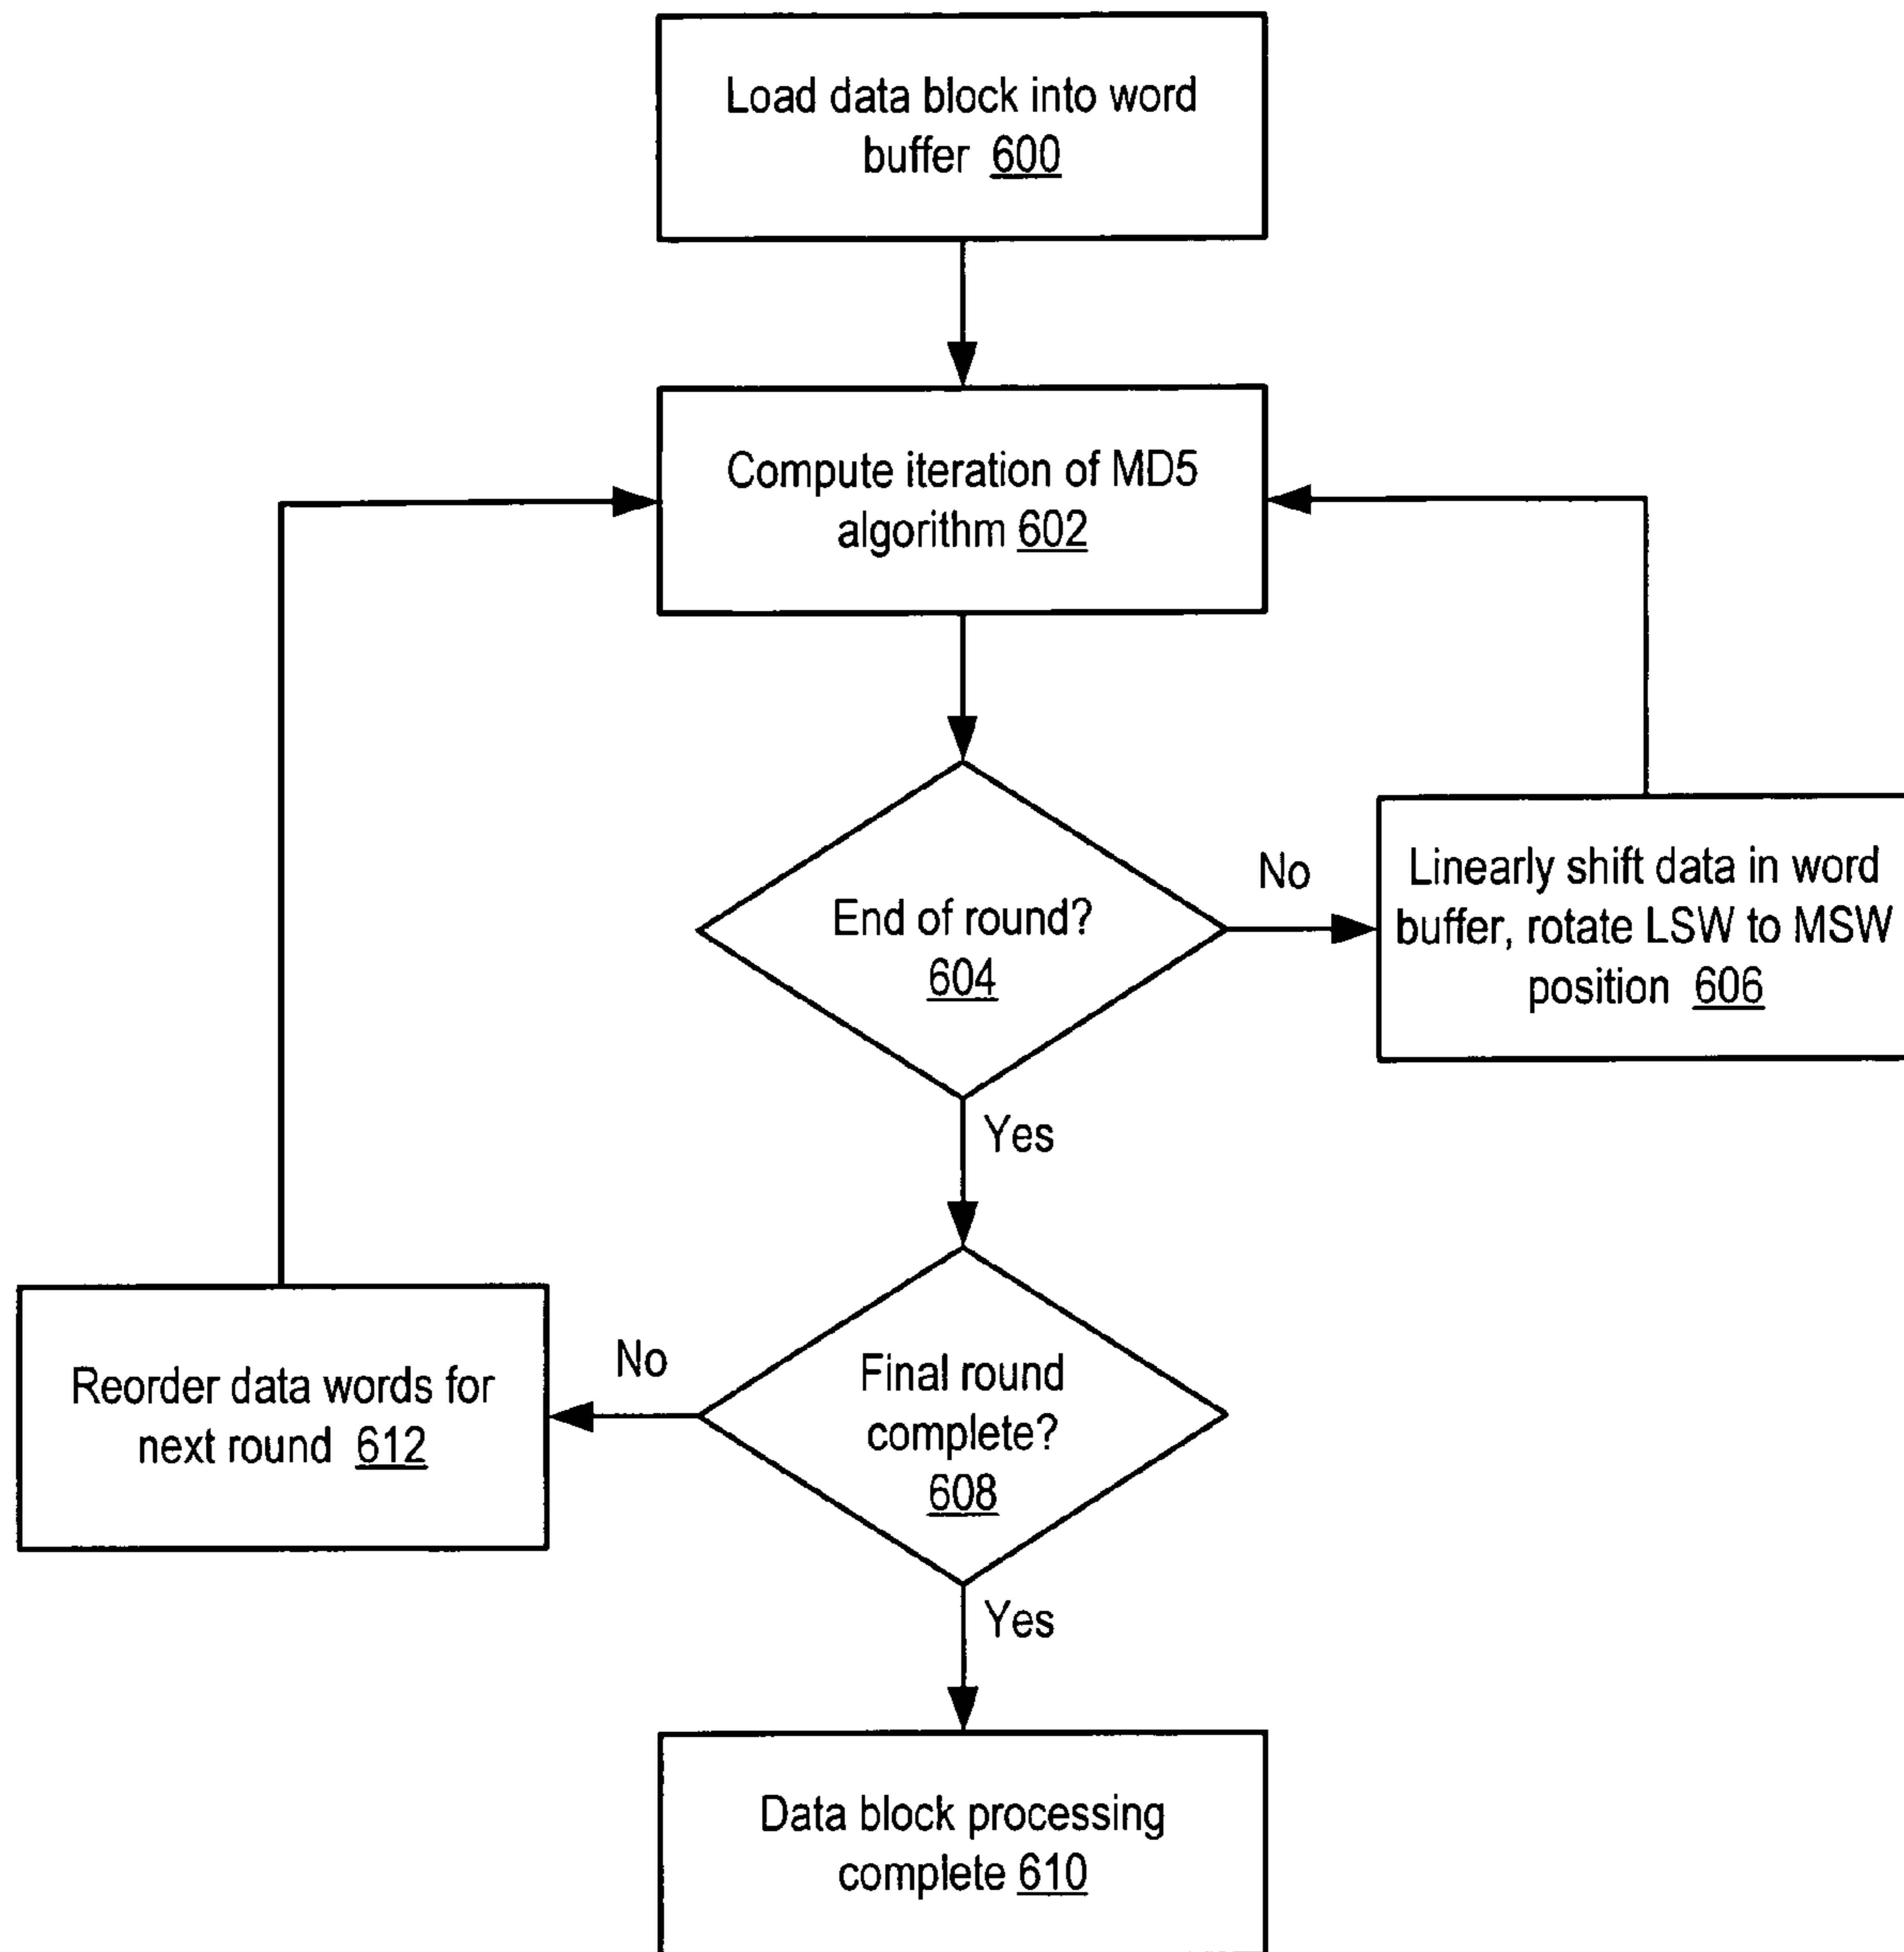 Load data block into word
buffer 600
Compute iteration of MD5
algorithm 602
End of round?
604
No
Linearly shift data in word
buffer, rotate LSW to MSW
position 606
Yes
Final round
complete?
608
No
Reorder data words for
next round 612
Yes
Data block processing
complete 610